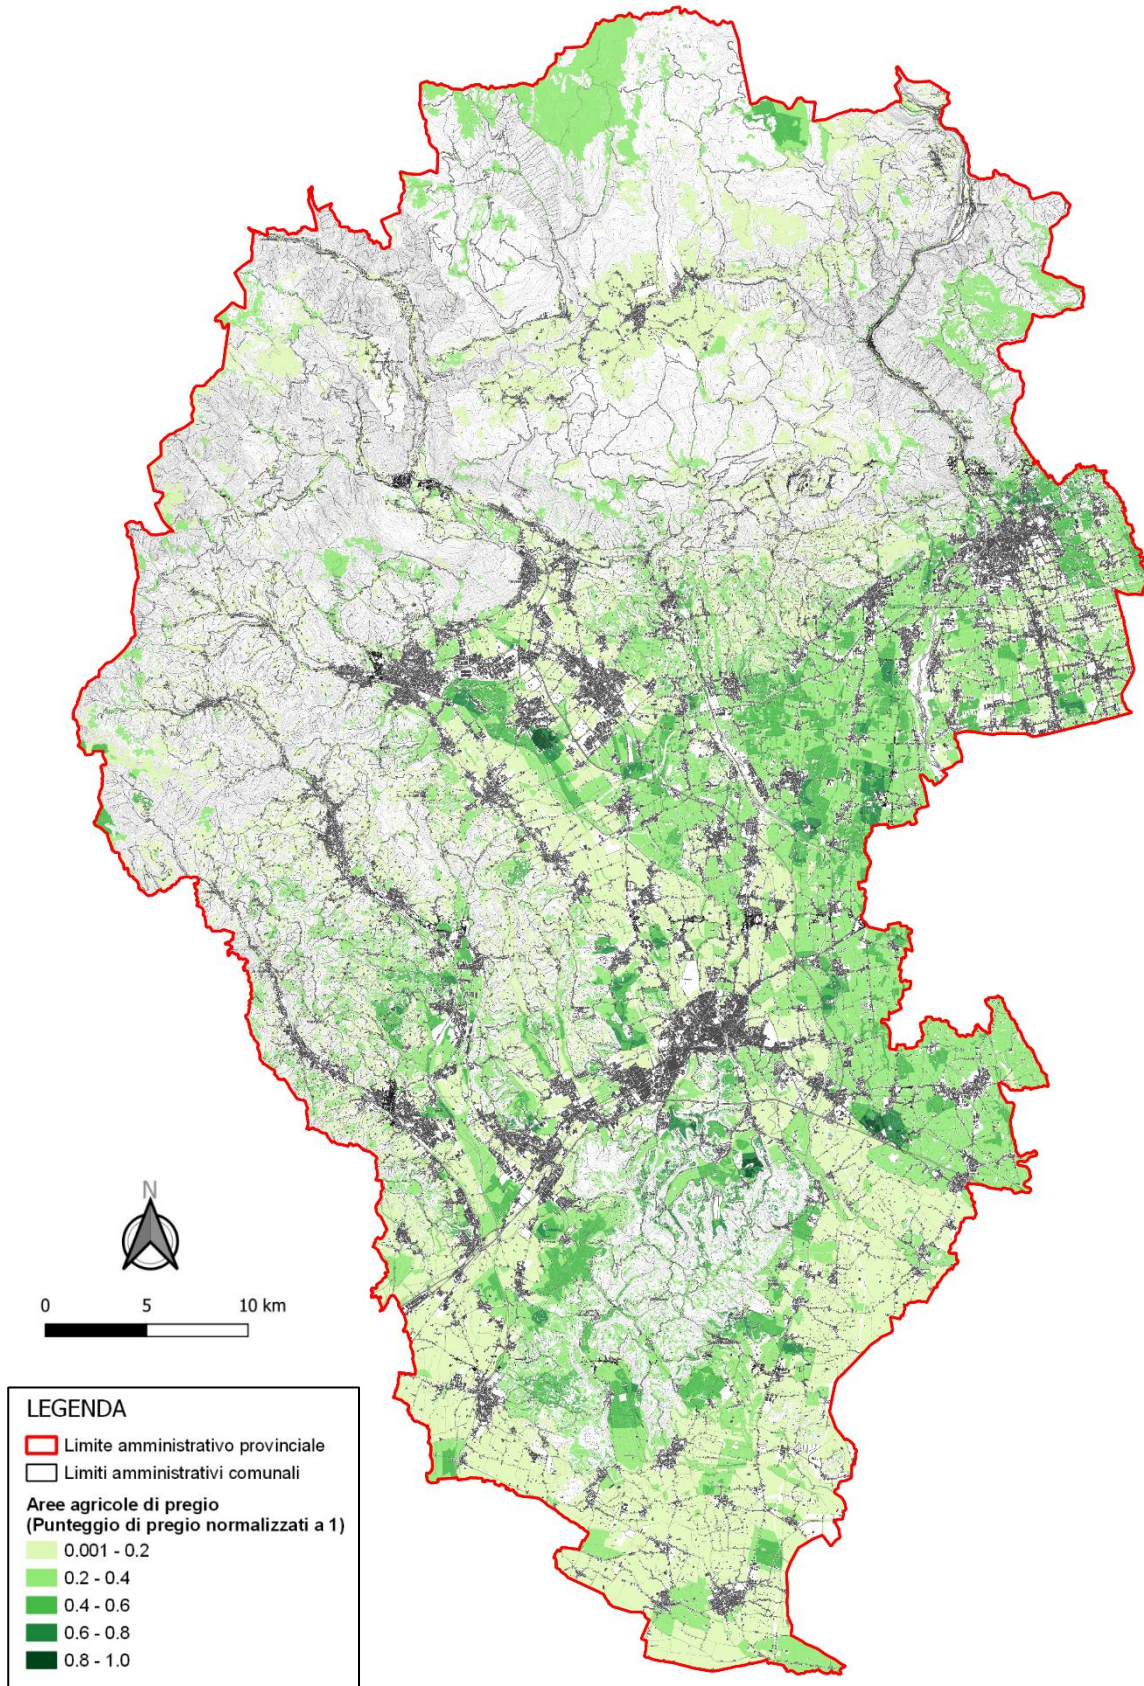 N
0 5 10 km
LEGENDA
Limite amministrativo provinciale
Limiti amministrativi comunali
Aree agricole di pregio
(Punteggio di pregio normalizzati a 1)
0.001 - 0.2
0.2 - 0.4
0.4 - 0.6
0.6 - 0.8
0.8 - 1.0